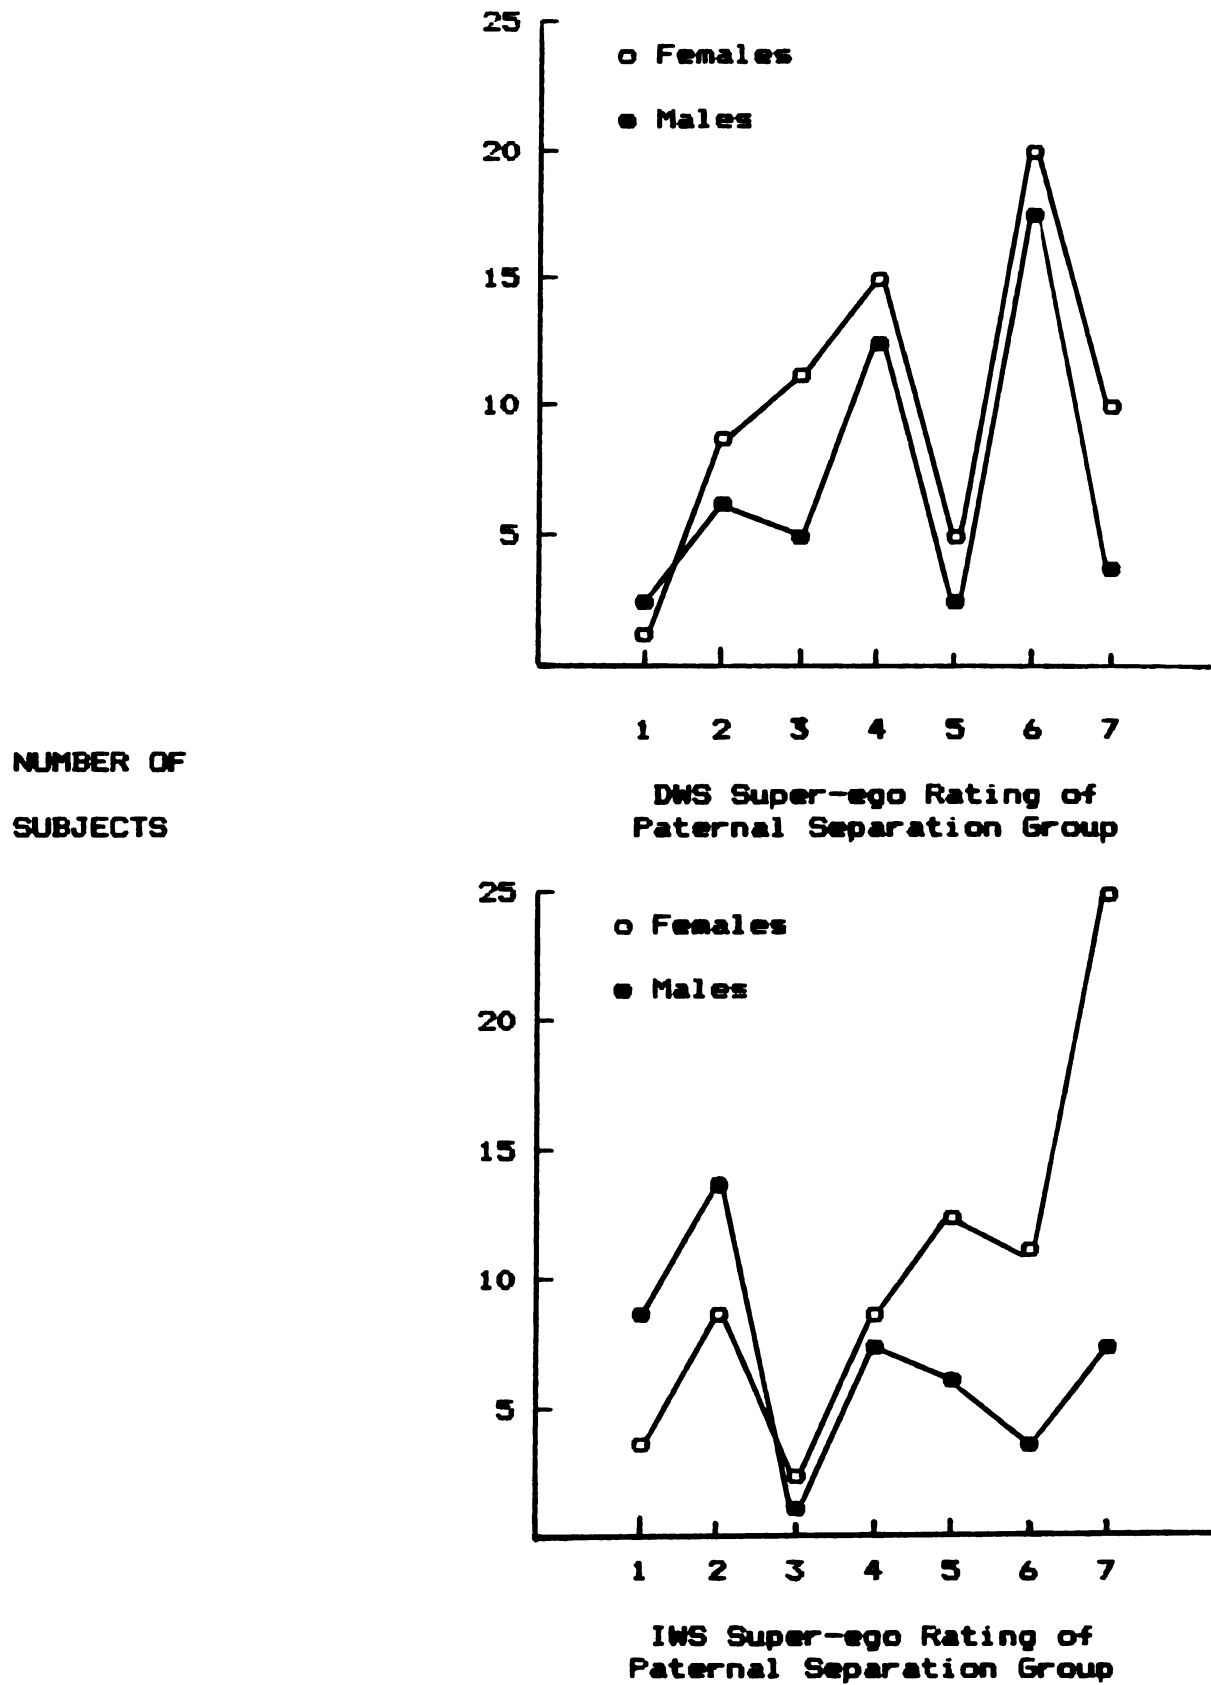 25
Females
Males
20
15
10
5
1 2 3 4 5 6 7
DWS Super-ego Rating of
Paternal Separation Group
NUMBER OF
SUBJECTS
25
Females
Males
20
15
10
5
1 2 3 4 5 6 7
IWS Super-ego Rating of
Paternal Separation Group